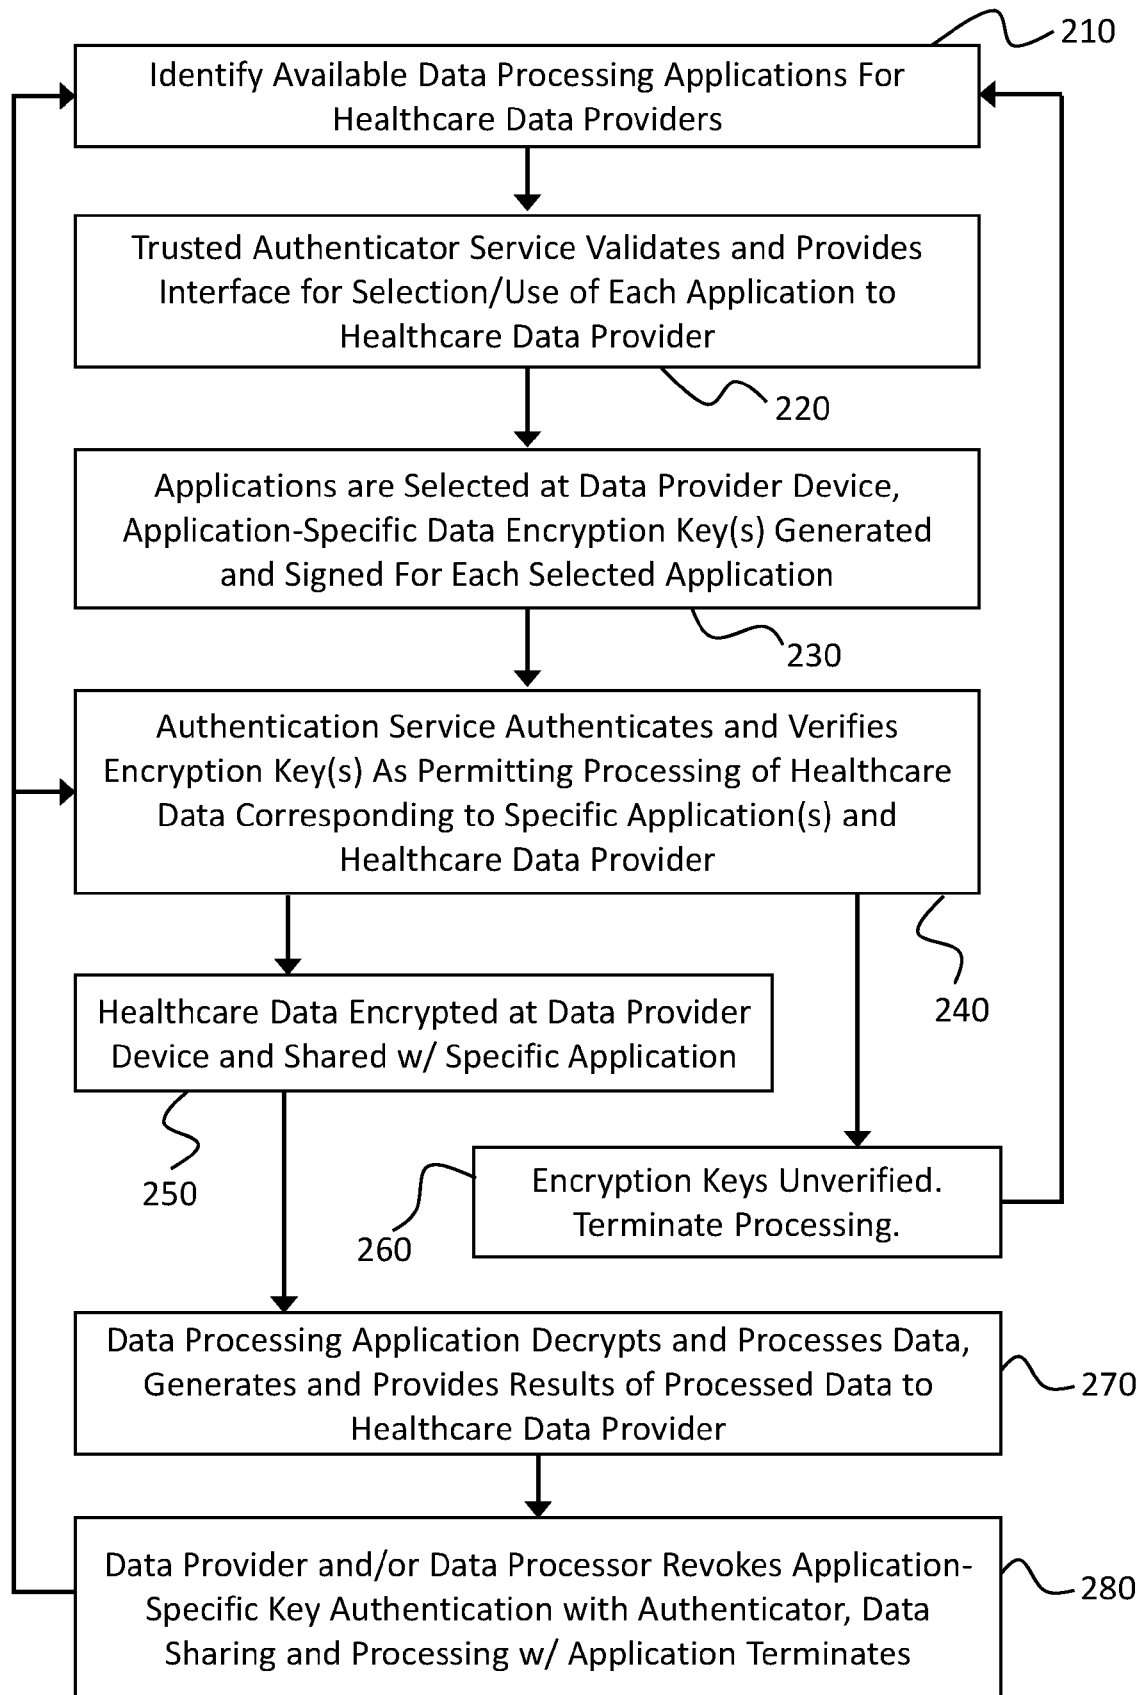 210
Identify Available Data Processing Applications For
Healthcare Data Providers
Trusted Authenticator Service Validates and Provides
Interface for Selection/Use of Each Application to
Healthcare Data Provider
220
Applications are Selected at Data Provider Device,
Application-Specific Data Encryption Key(s) Generated
and Signed For Each Selected Application
230
Authentication Service Authenticates and Verifies
Encryption Key(s) As Permitting Processing of Healthcare
Data Corresponding to Specific Application(s) and
Healthcare Data Provider
240
Healthcare Data Encrypted at Data Provider
Device and Shared w/ Specific Application
250
Encryption Keys Unverified.
Terminate Processing.
260
Data Processing Application Decrypts and Processes Data,
Generates and Provides Results of Processed Data to
Healthcare Data Provider
270
Data Provider and/or Data Processor Revokes Application-
Specific Key Authentication with Authenticator, Data
Sharing and Processing w/ Application Terminates
280